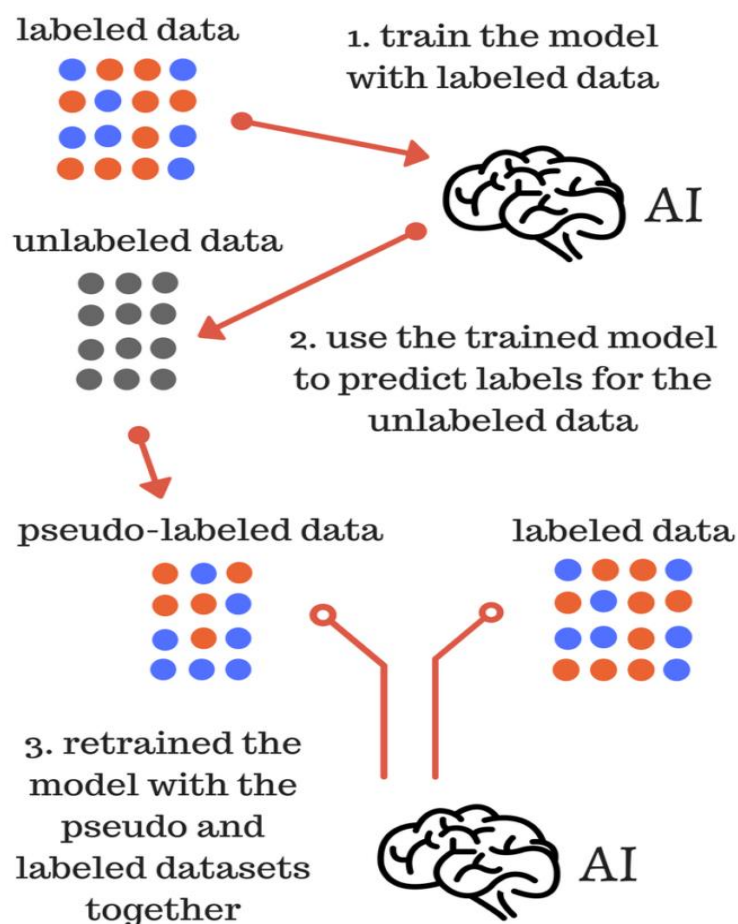 labeled data
1. train the model
with labeled data
AI
unlabeled data
2. use the trained model
to predict labels for the
unlabeled data
pseudo-labeled data
labeled data
3. retrained the
model with the
pseudo and
labeled datasets
together
AI